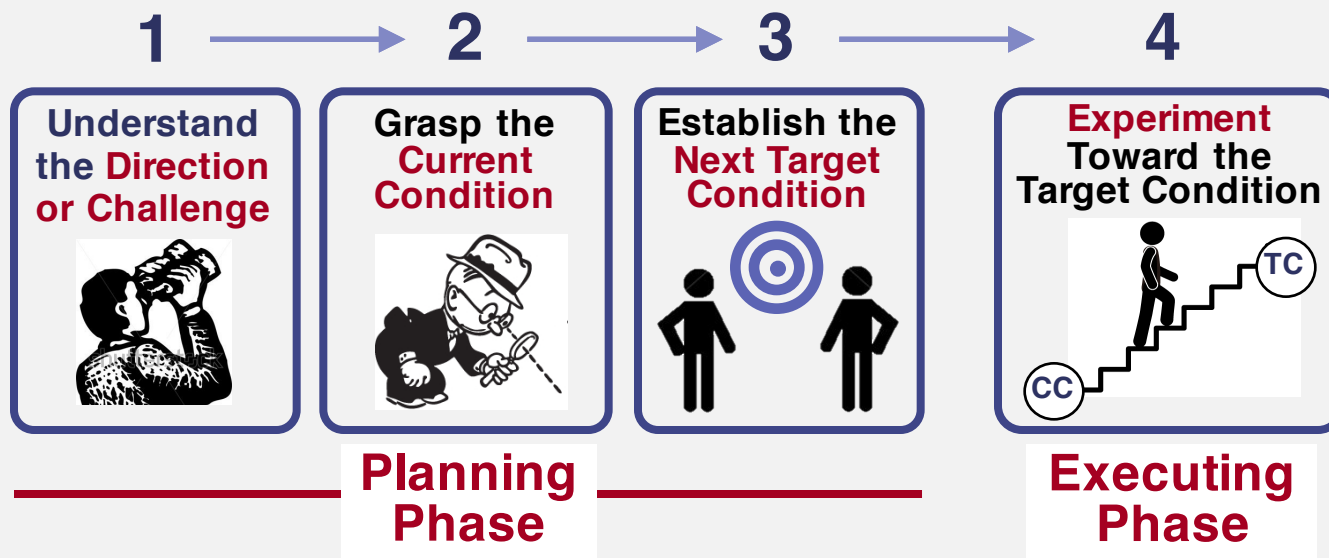 1
2
3
4
Understand
the Direction
or Challenge
Grasp the
Current
Condition
Establish the
Next Target
Condition
Experiment
Toward the
Target Condition
TC
CC
Planning
Phase
Executing
Phase